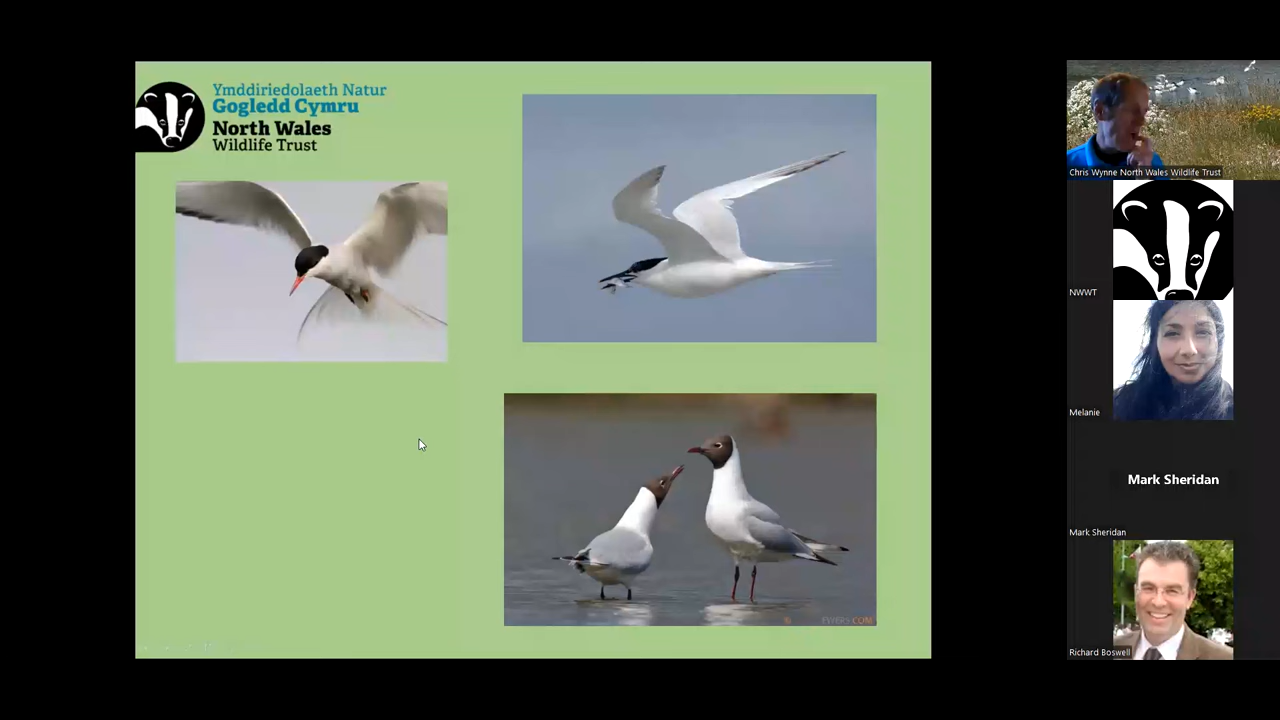 Ymddiriedolaeth Natur
Gogledd Cymru
North Wales
Wildlife Trust
Chris Wynne North Wales Wildlife Trust
NWWT
Melanie
Mark Sheridan
Mark Sheridan
Richard Boswell